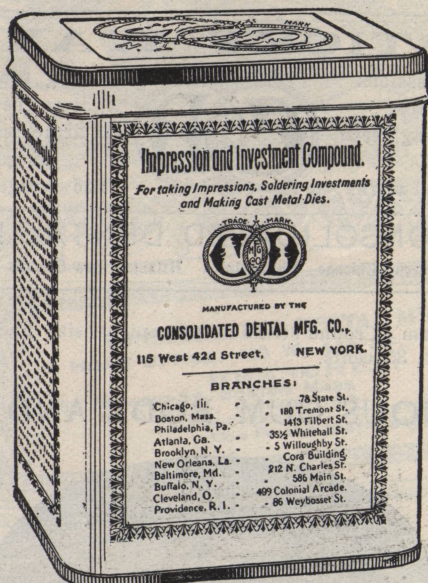 MARK
Impression and Investment Compound.
For taking Impressions, Soldering Investments
and Making Cast Metal Dies.
TRADE MARK
C D
MFG
CO.
MANUFACTURED BY THE
CONSOLIDATED DENTAL MFG. CO.,
115 West 42d Street, NEW YORK.
BRANCHES:
Chicago, Ill. - - 78 State St.
Boston, Mass. - - 180 Tremont St.
Philadelphia, Pa. - - 1413 Filbert St.
Atlanta, Ga. - - 35½ Whitehall St.
Brooklyn, N. Y. - - 5 Willoughby St.
New Orleans, La. - - Cora Building.
Baltimore, Md. - - 212 N. Charles St.
Buffalo, N. Y. - - 586 Main St.
Cleveland, O. - - 499 Colonial Arcade.
Providence, R. I. - - 86 Weybosset St.